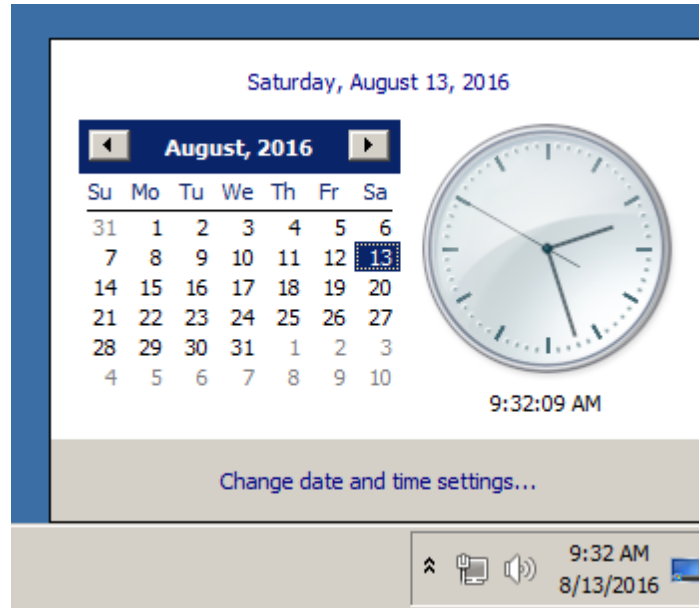 Saturday, August 13, 2016
August, 2016
Su Mo Tu We Th Fr Sa
31 1 2 3 4 5 6
7 8 9 10 11 12 13
14 15 16 17 18 19 20
21 22 23 24 25 26 27
28 29 30 31 1 2 3
4 5 6 7 8 9 10
9:32:09 AM
Change date and time settings...
9:32 AM
8/13/2016